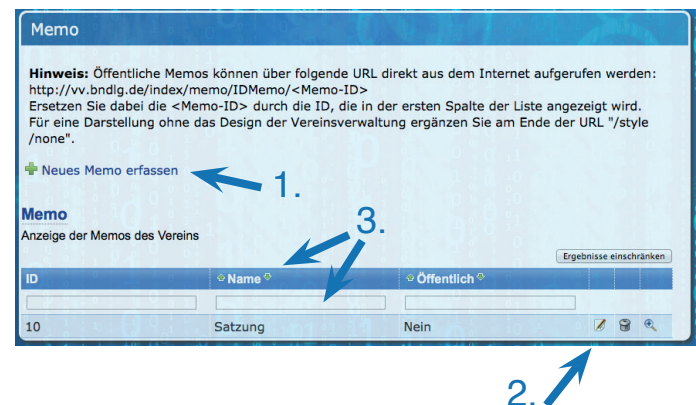 Memo
Hinweis: Öffentliche Memos können über folgende URL direkt aus dem Internet aufgerufen werden:
http://vv.bndlg.de/index/memo/IDMemo/<Memo-ID>
Ersetzen Sie dabei die <Memo-ID> durch die ID, die in der ersten Spalte der Liste angezeigt wird.
Für eine Darstellung ohne das Design der Vereinsverwaltung ergänzen Sie am Ende der URL "/style
/none".
Neues Memo erfassen
1.
Memo
3.
Anzeige der Memos des Vereins
Ergebnisse einschränken
ID Name Öffentlich
10 Satzung Nein
2.